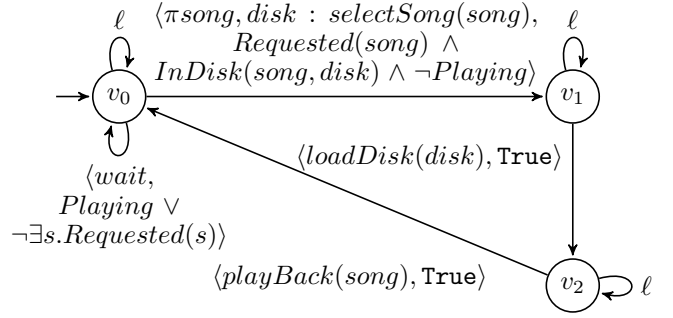 ℓ
⟨πsong, disk : selectSong(song),
Requested(song) ∧
InDisk(song, disk) ∧ ¬Playing⟩
ℓ
v₀
v₁
⟨loadDisk(disk), True⟩
⟨wait,
Playing ∨
¬∃s.Requested(s)⟩
⟨playBack(song), True⟩
v₂
ℓ